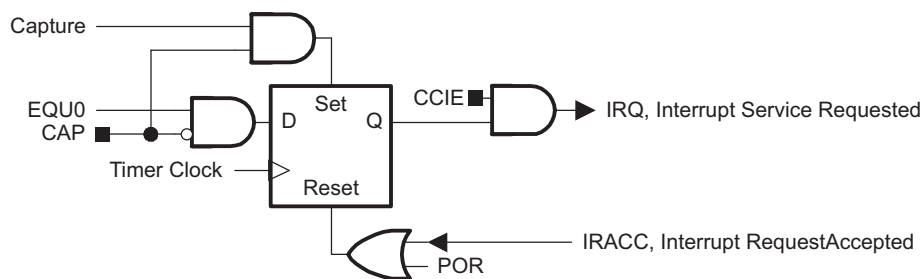 Capture
EQU0
CAP
Set
D
Q
CCIE
IRQ, Interrupt Service Requested
Timer Clock
Reset
IRACC, Interrupt RequestAccepted
POR